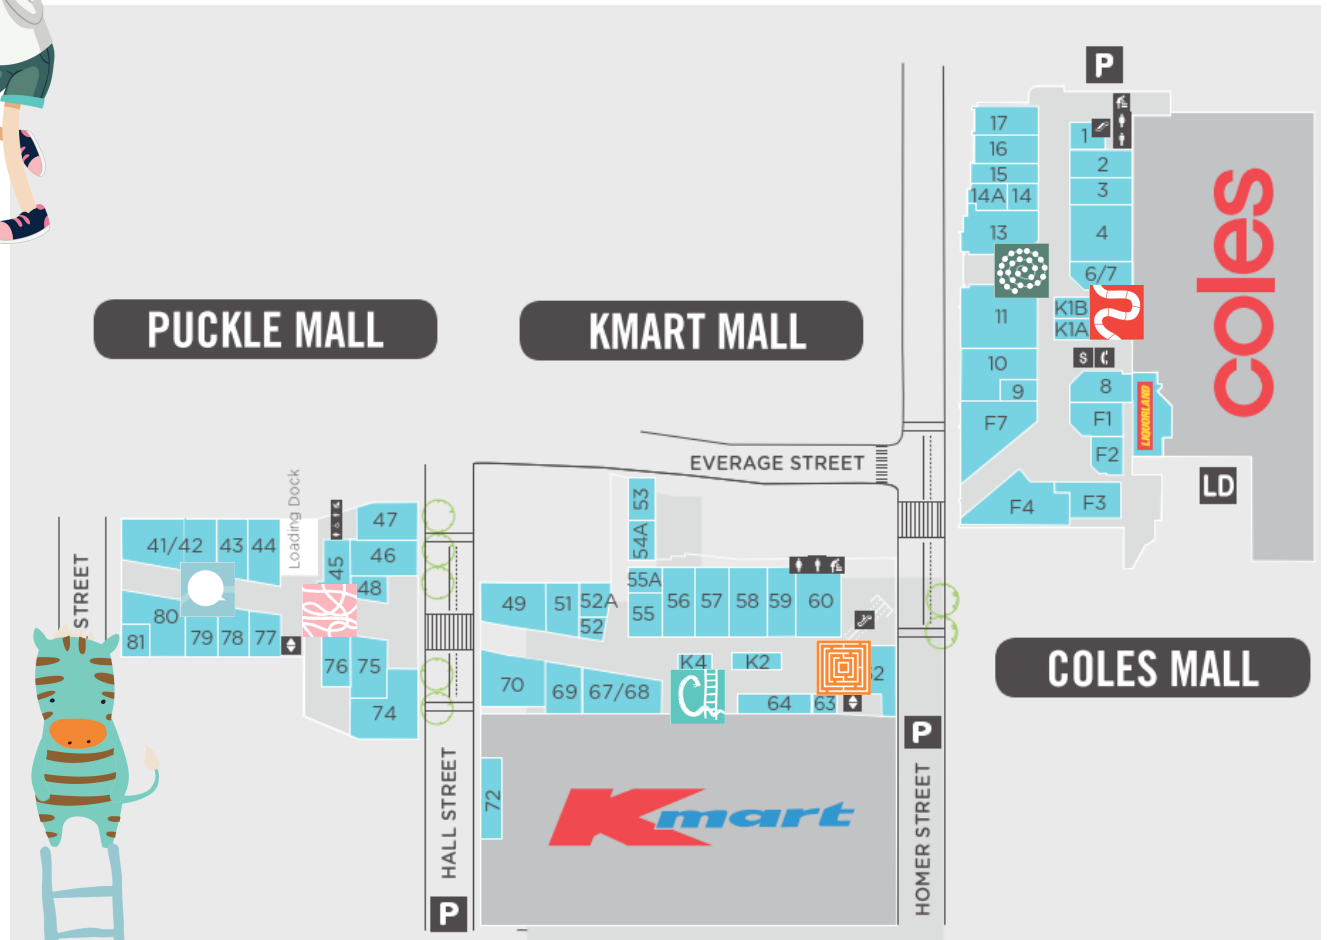 P
17
16
15
14A 14
13
11
10
9
F7
F4
F3
F2
F1
8
1
2
3
4
6/7
K1B
K1A
$
LIQUORLAND
coles
LD
COLES MALL
PUCKLE MALL
KMART MALL
EVERAGE STREET
STREET
Loading Dock
41/42 43 44
45
47
46
48
80
81
79 78 77
76 75
74
HALL STREET
P
53
54A
55A
55
56 57 58 59 60
49 51 52A
52
70 69 67/68
K4
K2
64 63
72
Kmart
P
HOMER STREET